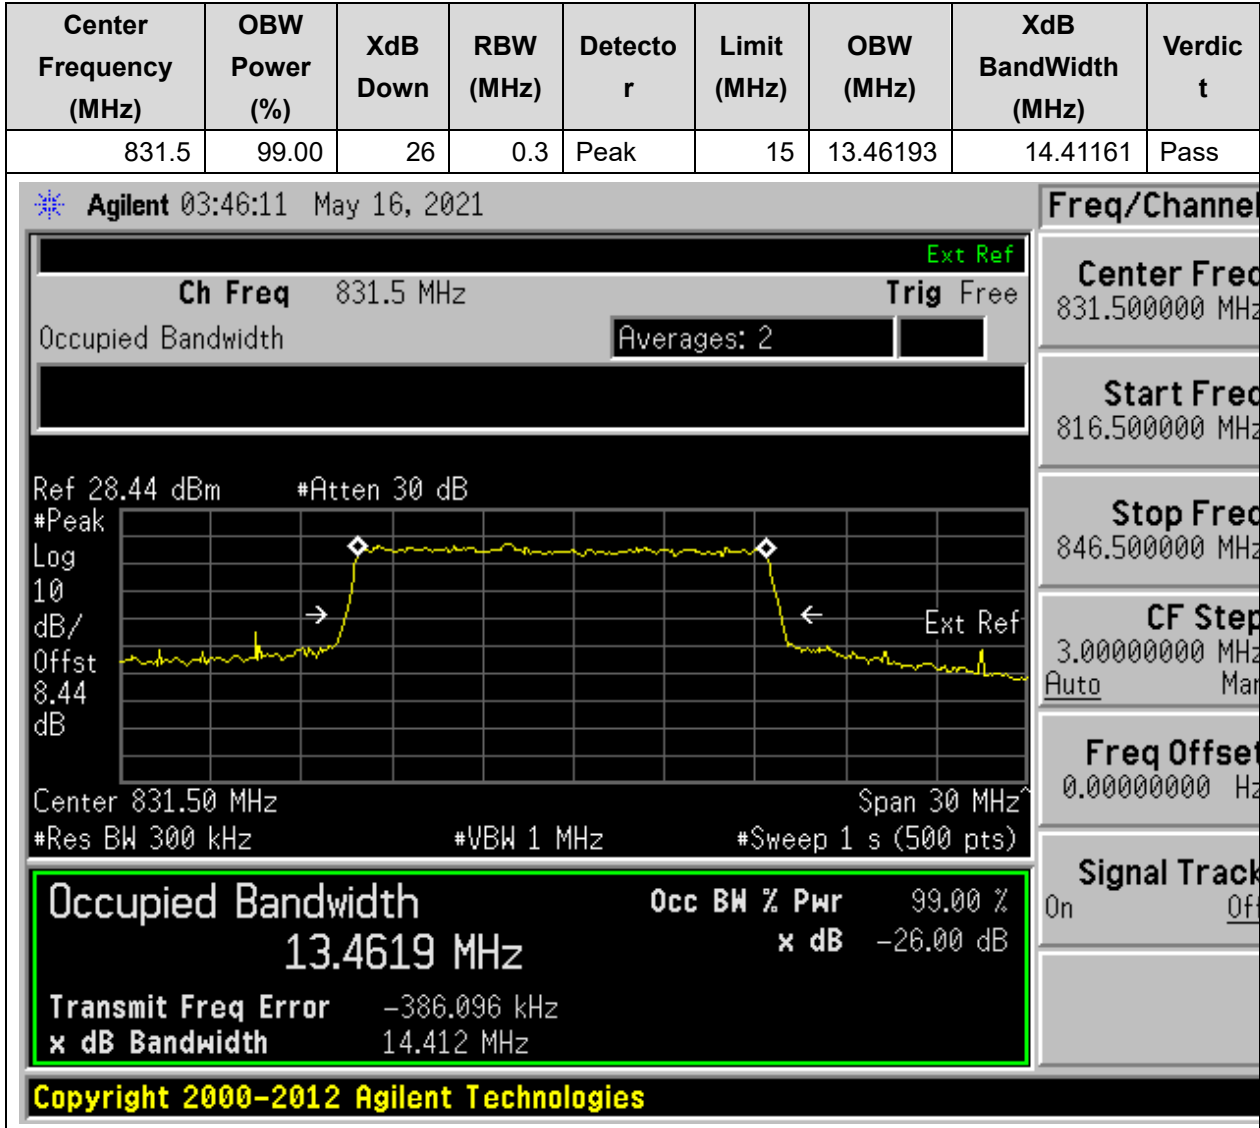 Center Frequency (MHz) OBW Power (%) XdB Down RBW (MHz) Detecto r Limit (MHz) OBW (MHz) XdB BandWidth (MHz) Verdic t
831.5 99.00 26 0.3 Peak 15 13.46193 14.41161 Pass
Agilent 03:46:11 May 16, 2021
Freq/Channel
Ext Ref
Ch Freq 831.5 MHz Trig Free
Occupied Bandwidth Averages: 2
Center Freq
831.500000 MHz
Start Freq
816.500000 MHz
Stop Freq
846.500000 MHz
CF Step
3.00000000 MHz
Auto Man
Freq Offset
0.00000000 Hz
Signal Track
On Off
Ref 28.44 dBm #Atten 30 dB
#Peak
Log
10
dB/
Offst
8.44
dB
Ext Ref
Center 831.50 MHz Span 30 MHz^
#Res BW 300 kHz #VBW 1 MHz #Sweep 1 s (500 pts)
Occupied Bandwidth
13.4619 MHz
Occ BW % Pwr 99.00 %
x dB -26.00 dB
Transmit Freq Error -386.096 kHz
x dB Bandwidth 14.412 MHz
Copyright 2000-2012 Agilent Technologies